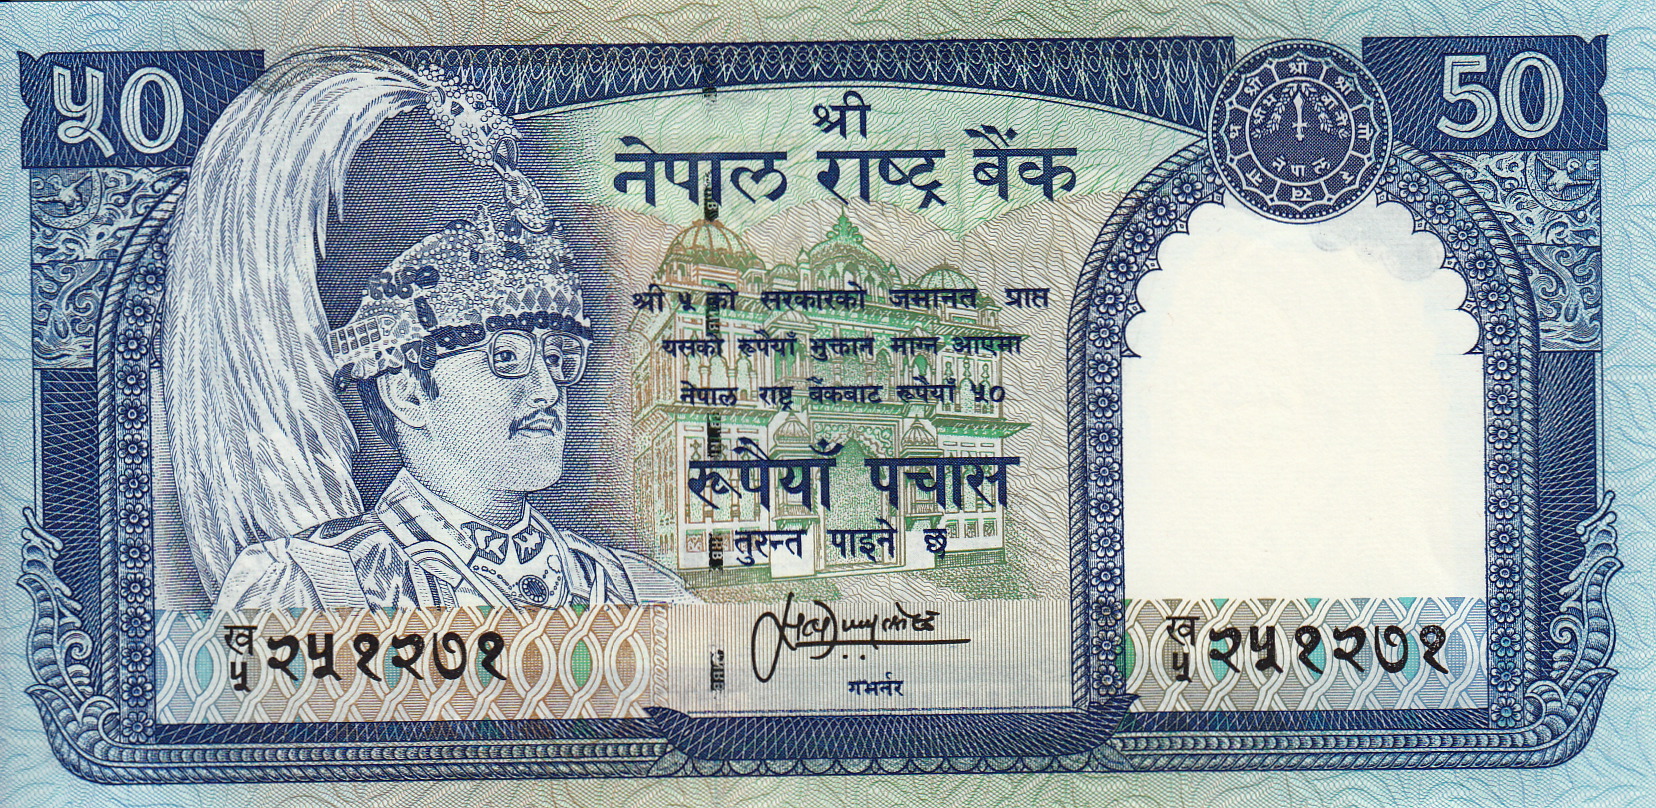 ५०
50
श्री
नेपाल राष्ट्र बैंक
श्री ५ को सरकारको जमानत प्राप्त
यसको रूपैयाँ भुक्तान माग्न आएमा
नेपाल राष्ट्र बैंकबाट रूपैयाँ ५०
रूपैयाँ पचास
तुरन्त पाइने छ
गभर्नर
ख
५ २५१२७१
ख
५ २५१२७१